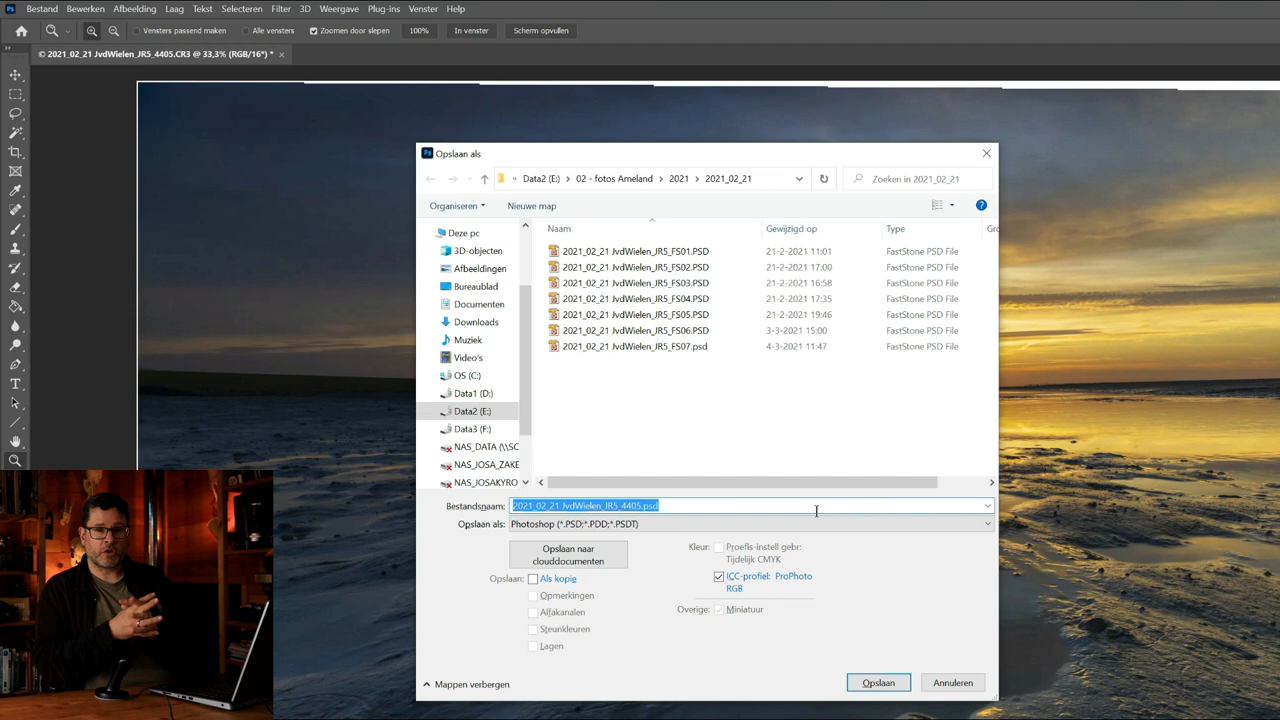 Bestand Bewerken Afbeelding Laag Tekst Selecteren Filter 3D Weergave Plug-ins Venster Help
Vensters passend maken Alle vensters Zoomen door slepen 100% In venster Scherm opvullen
© 2021_02_21 JvdWielen_JR5_4405.CR3 @ 33,3% (RGB/16*) *
Opslaan als
« Data2 (E:) > 02 - fotos Ameland > 2021 > 2021_02_21
Zoeken in 2021_02_21
Organiseren Nieuwe map
Naam Gewijzigd op Type Gro
Deze pc
3D-objecten
Afbeeldingen
Bureaublad
Documenten
Downloads
Muziek
Video's
OS (C:)
Data1 (D:)
Data2 (E:)
Data3 (F:)
NAS_DATA (\\SC
NAS_JOSA_ZAKE
NAS_JOSAKYRO
2021_02_21 JvdWielen_JR5_FS01.PSD 21-2-2021 11:01 FastStone PSD File
2021_02_21 JvdWielen_JR5_FS02.PSD 21-2-2021 17:00 FastStone PSD File
2021_02_21 JvdWielen_JR5_FS03.PSD 21-2-2021 16:58 FastStone PSD File
2021_02_21 JvdWielen_JR5_FS04.PSD 21-2-2021 17:35 FastStone PSD File
2021_02_21 JvdWielen_JR5_FS05.PSD 21-2-2021 19:46 FastStone PSD File
2021_02_21 JvdWielen_JR5_FS06.PSD 3-3-2021 15:00 FastStone PSD File
2021_02_21 JvdWielen_JR5_FS07.psd 4-3-2021 11:47 FastStone PSD File
Bestandsnaam: 2021_02_21 JvdWielen_JR5_4405.psd
Opslaan als: Photoshop (*.PSD;*.PDD;*.PSDT)
Opslaan naar
clouddocumenten
Opslaan: Als kopie
Opmerkingen
Alfakanalen
Steunkleuren
Lagen
Kleur: Proefls-instell gebr:
Tijdelijk CMYK
ICC-profiel: ProPhoto
RGB
Overige: Miniatuur
Mappen verbergen
Opslaan Annuleren